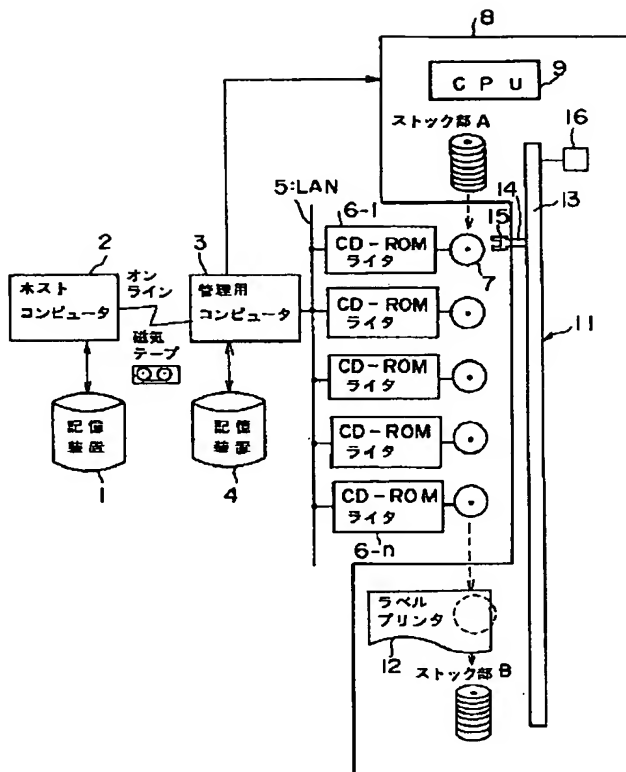 8
CPU
9
ストック部A
16
5:LAN
6-1
14
13
15
2
3
CD-ROM
ライタ
7
オン
ライン
ホスト
コンピュータ
管理用
コンピュータ
CD-ROM
ライタ
11
磁気
テープ
CD-ROM
ライタ
記憶
装置
記憶
装置
CD-ROM
ライタ
1
4
CD-ROM
ライタ
6-n
ラベル
プリンタ
12
ストック部B